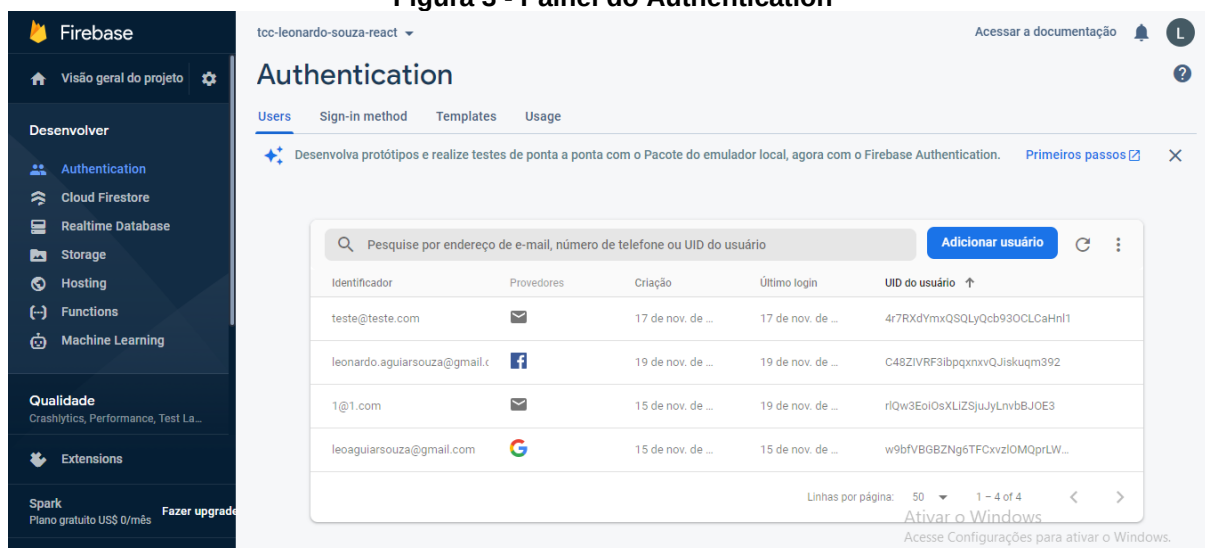 Figura 3 - Painel do Authentication
Firebase
tcc-leonardo-souza-react
Acessar a documentação
L
Visão geral do projeto
Authentication
?
Users Sign-in method Templates Usage
Desenvolver
Desenvolva protótipos e realize testes de ponta a ponta com o Pacote do emulador local, agora com o Firebase Authentication. Primeiros passos
Authentication
Cloud Firestore
Realtime Database
Storage
Hosting
Functions
Machine Learning
Qualidade
Crashlytics, Performance, Test La...
Extensions
Spark
Plano gratuito US$ 0/mês
Fazer upgrade
Pesquise por endereço de e-mail, número de telefone ou UID do usuário
Adicionar usuário
Identificador Provedores Criação Último login UID do usuário
teste@teste.com 17 de nov. de ... 17 de nov. de ... 4r7RXdYmxQSQLyQcb93OCLCaHnl1
leonardo.aguiarsouza@gmail.c 19 de nov. de ... 19 de nov. de ... C48ZIVRF3ibpqxnxvQJiskuqm392
1@1.com 15 de nov. de ... 19 de nov. de ... rlQw3EoiOsXLiZSjuJyLnvbBJOE3
leoaguiarsouza@gmail.com 15 de nov. de ... 15 de nov. de ... w9bfVBGBZNg6TFCxvzlOMQprLW...
Linhas por página: 50 1 – 4 of 4
Ativar o Windows
Acesse Configurações para ativar o Windows.